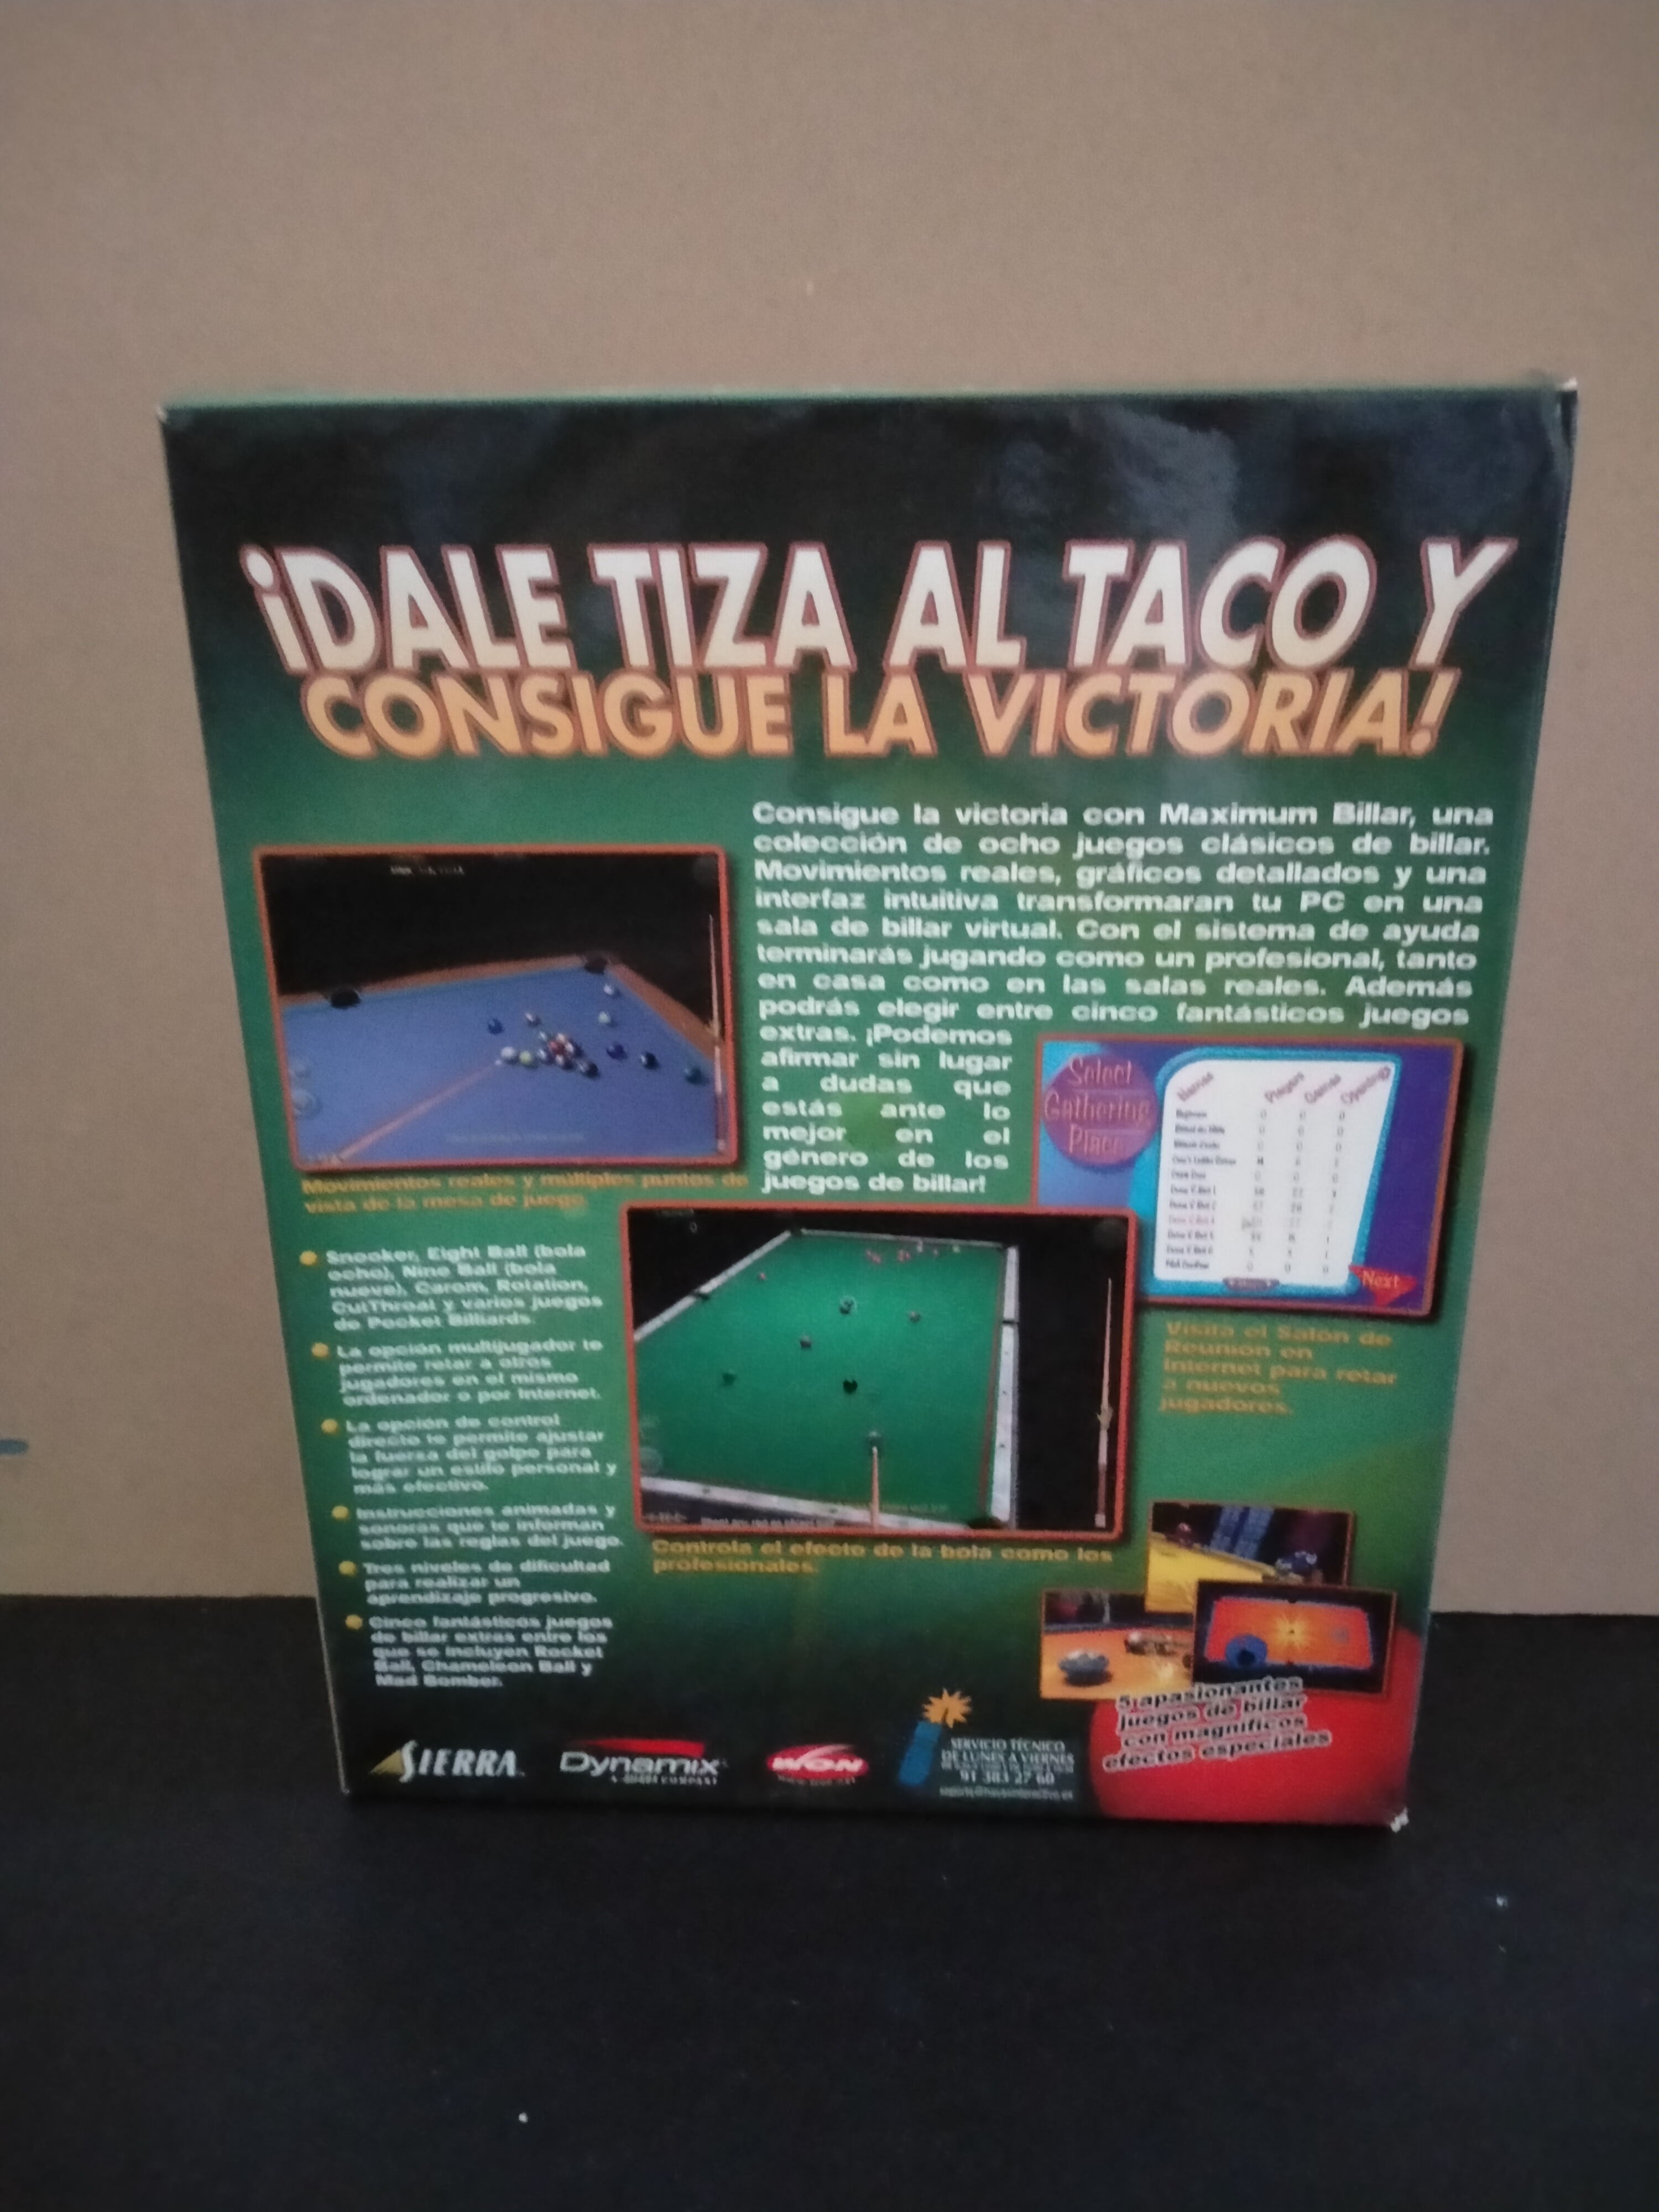 ¡DALE TIZA AL TACO Y
CONSIGUE LA VICTORIA!
Consigue la victoria con Maximum Billar, una
colección de ocho juegos clásicos de billar.
Movimientos reales, gráficos detallados y una
interfaz intuitiva transformaran tu PC en una
sala de billar virtual. Con el sistema de ayuda
terminarás jugando como un profesional, tanto
en casa como en las salas reales. Además
podrás elegir entre cinco fantásticos juegos
extras. ¡Podemos
afirmar sin lugar
a dudas que
estás ante lo
mejor en el
género de los
juegos de billar!
Movimientos reales y múltiples puntos de
vista de la mesa de juego
Select
Gathering
Place
Names Players Games Openings
Next
Visita el Salón de
Reunión en
Internet para retar
a nuevos
jugadores.
Snooker, Eight Ball (bola
ocho), Nine Ball (bola
nueve), Carom, Rotation,
CutThroat y varios juegos
de Pocket Billiards.
La opción multijugador te
permite retar a otros
jugadores en el mismo
ordenador o por Internet.
La opción de control
directo te permite ajustar
la fuerza del golpe para
lograr un estilo personal y
más efectivo.
Instrucciones animadas y
sonoras que te informan
sobre las reglas del juego.
Tres niveles de dificultad
para realizar un
aprendizaje progresivo.
Cinco fantásticos juegos
de billar extras entre los
que se incluyen Rocket
Ball, Chameleon Ball y
Mad Bomber.
Controla el efecto de la bola como los
profesionales.
5 apasionantes
juegos de billar
con magníficos
efectos especiales
SIERRA
Dynamix
A SIERRA COMPANY
WON
SERVICIO TÉCNICO
DE LUNES A VIERNES
91 383 27 60